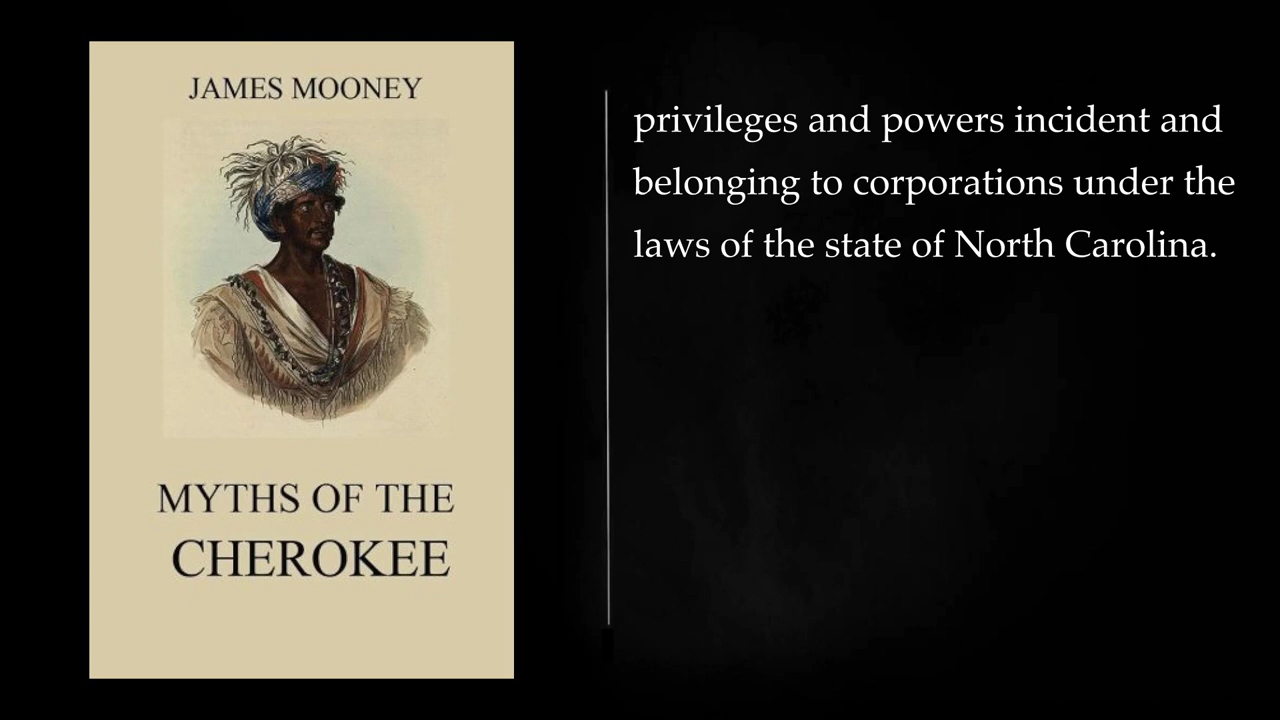 JAMES MOONEY
MYTHS OF THE
CHEROKEE
privileges and powers incident and
belonging to corporations under the
laws of the state of North Carolina.